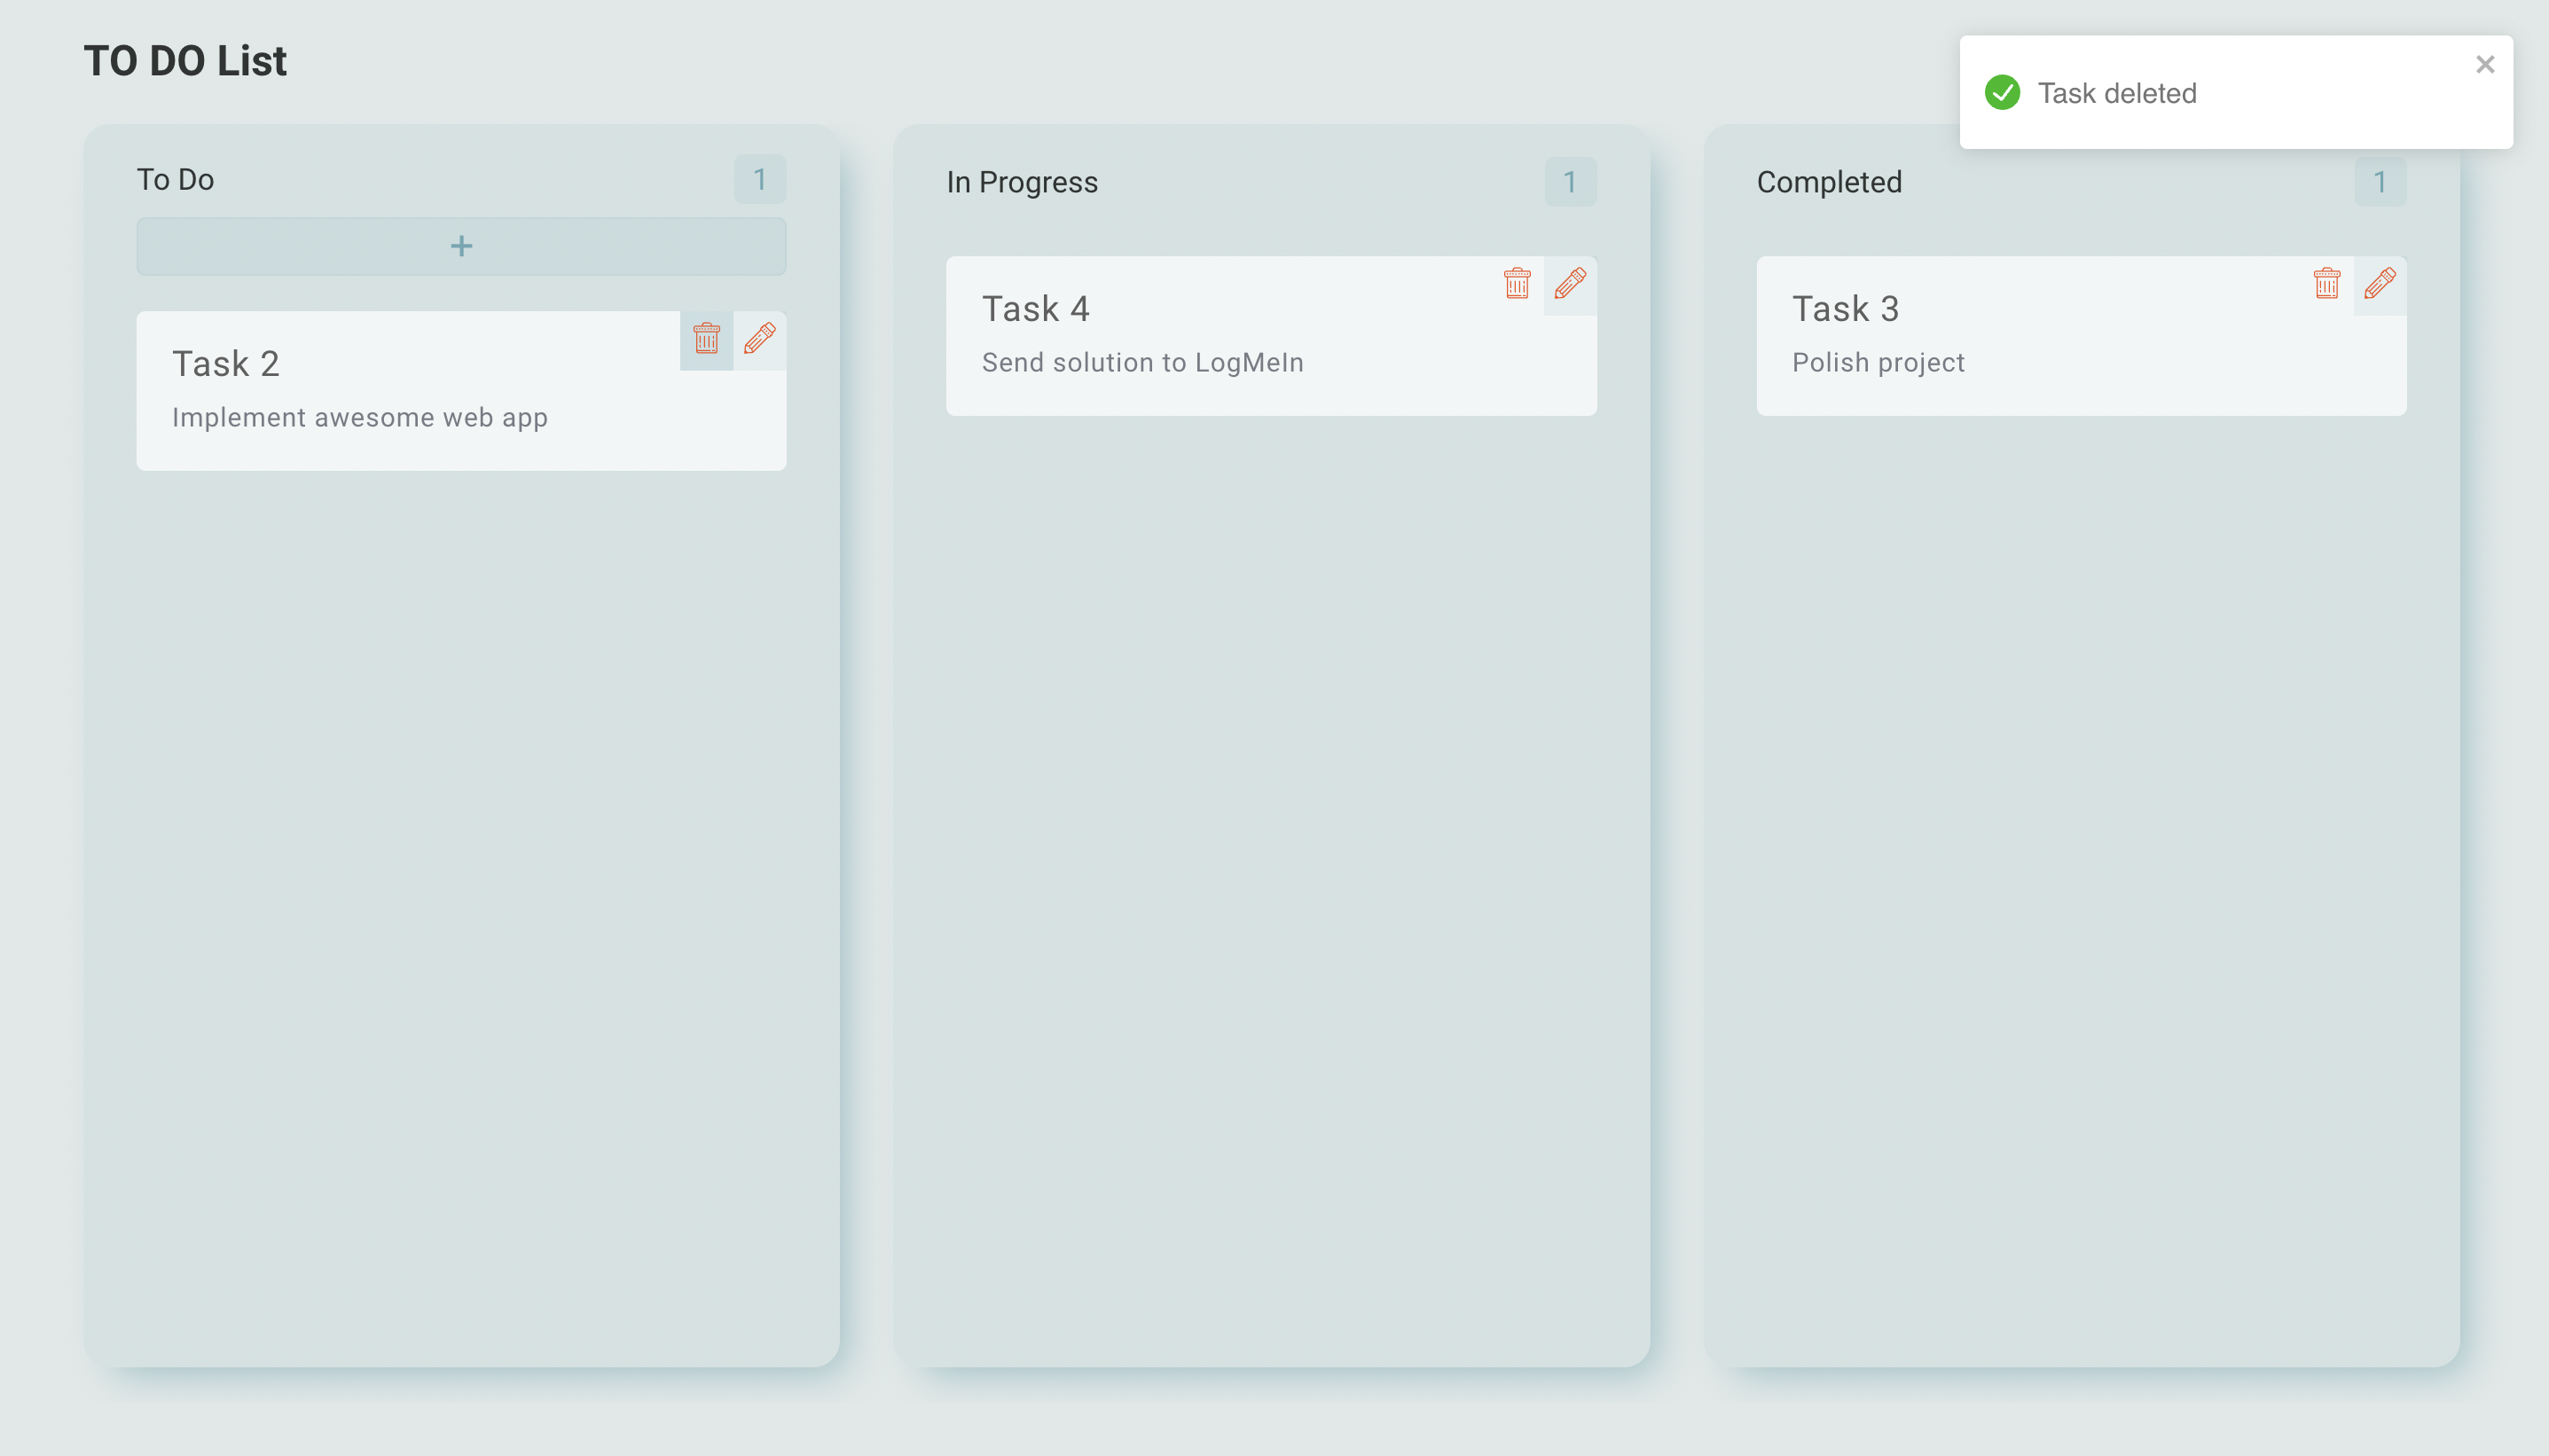 TO DO List
Task deleted
To Do
1
+
Task 2
Implement awesome web app
In Progress
1
Task 4
Send solution to LogMeIn
Completed
1
Task 3
Polish project